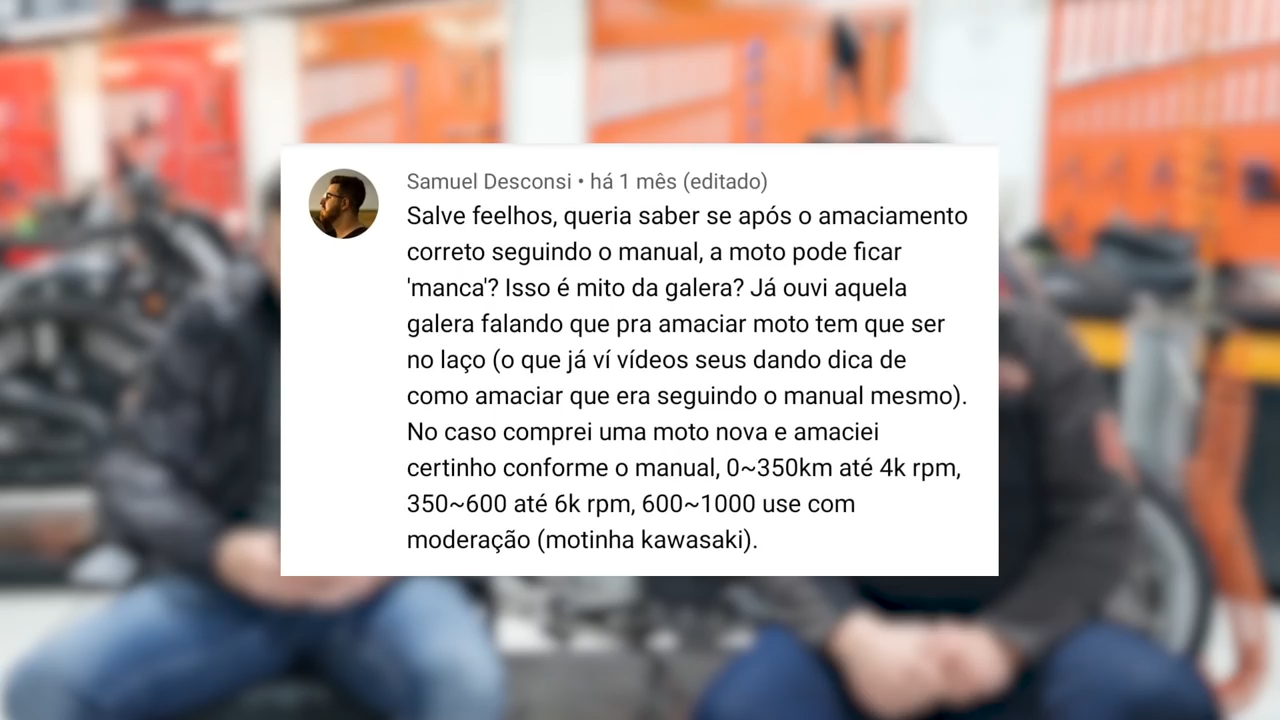 Samuel Desconsi • há 1 mês (editado)
Salve feelhos, queria saber se após o amaciamento
correto seguindo o manual, a moto pode ficar
'manca'? Isso é mito da galera? Já ouvi aquela
galera falando que pra amaciar moto tem que ser
no laço (o que já ví vídeos seus dando dica de
como amaciar que era seguindo o manual mesmo).
No caso comprei uma moto nova e amaciei
certinho conforme o manual, 0~350km até 4k rpm,
350~600 até 6k rpm, 600~1000 use com
moderação (motinha kawasaki).